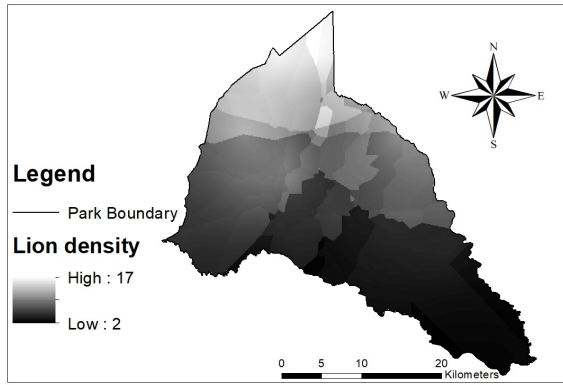 N
W E
S
Legend
Park Boundary
Lion density
High : 17
Low : 2
0 5 10 20
Kilometers